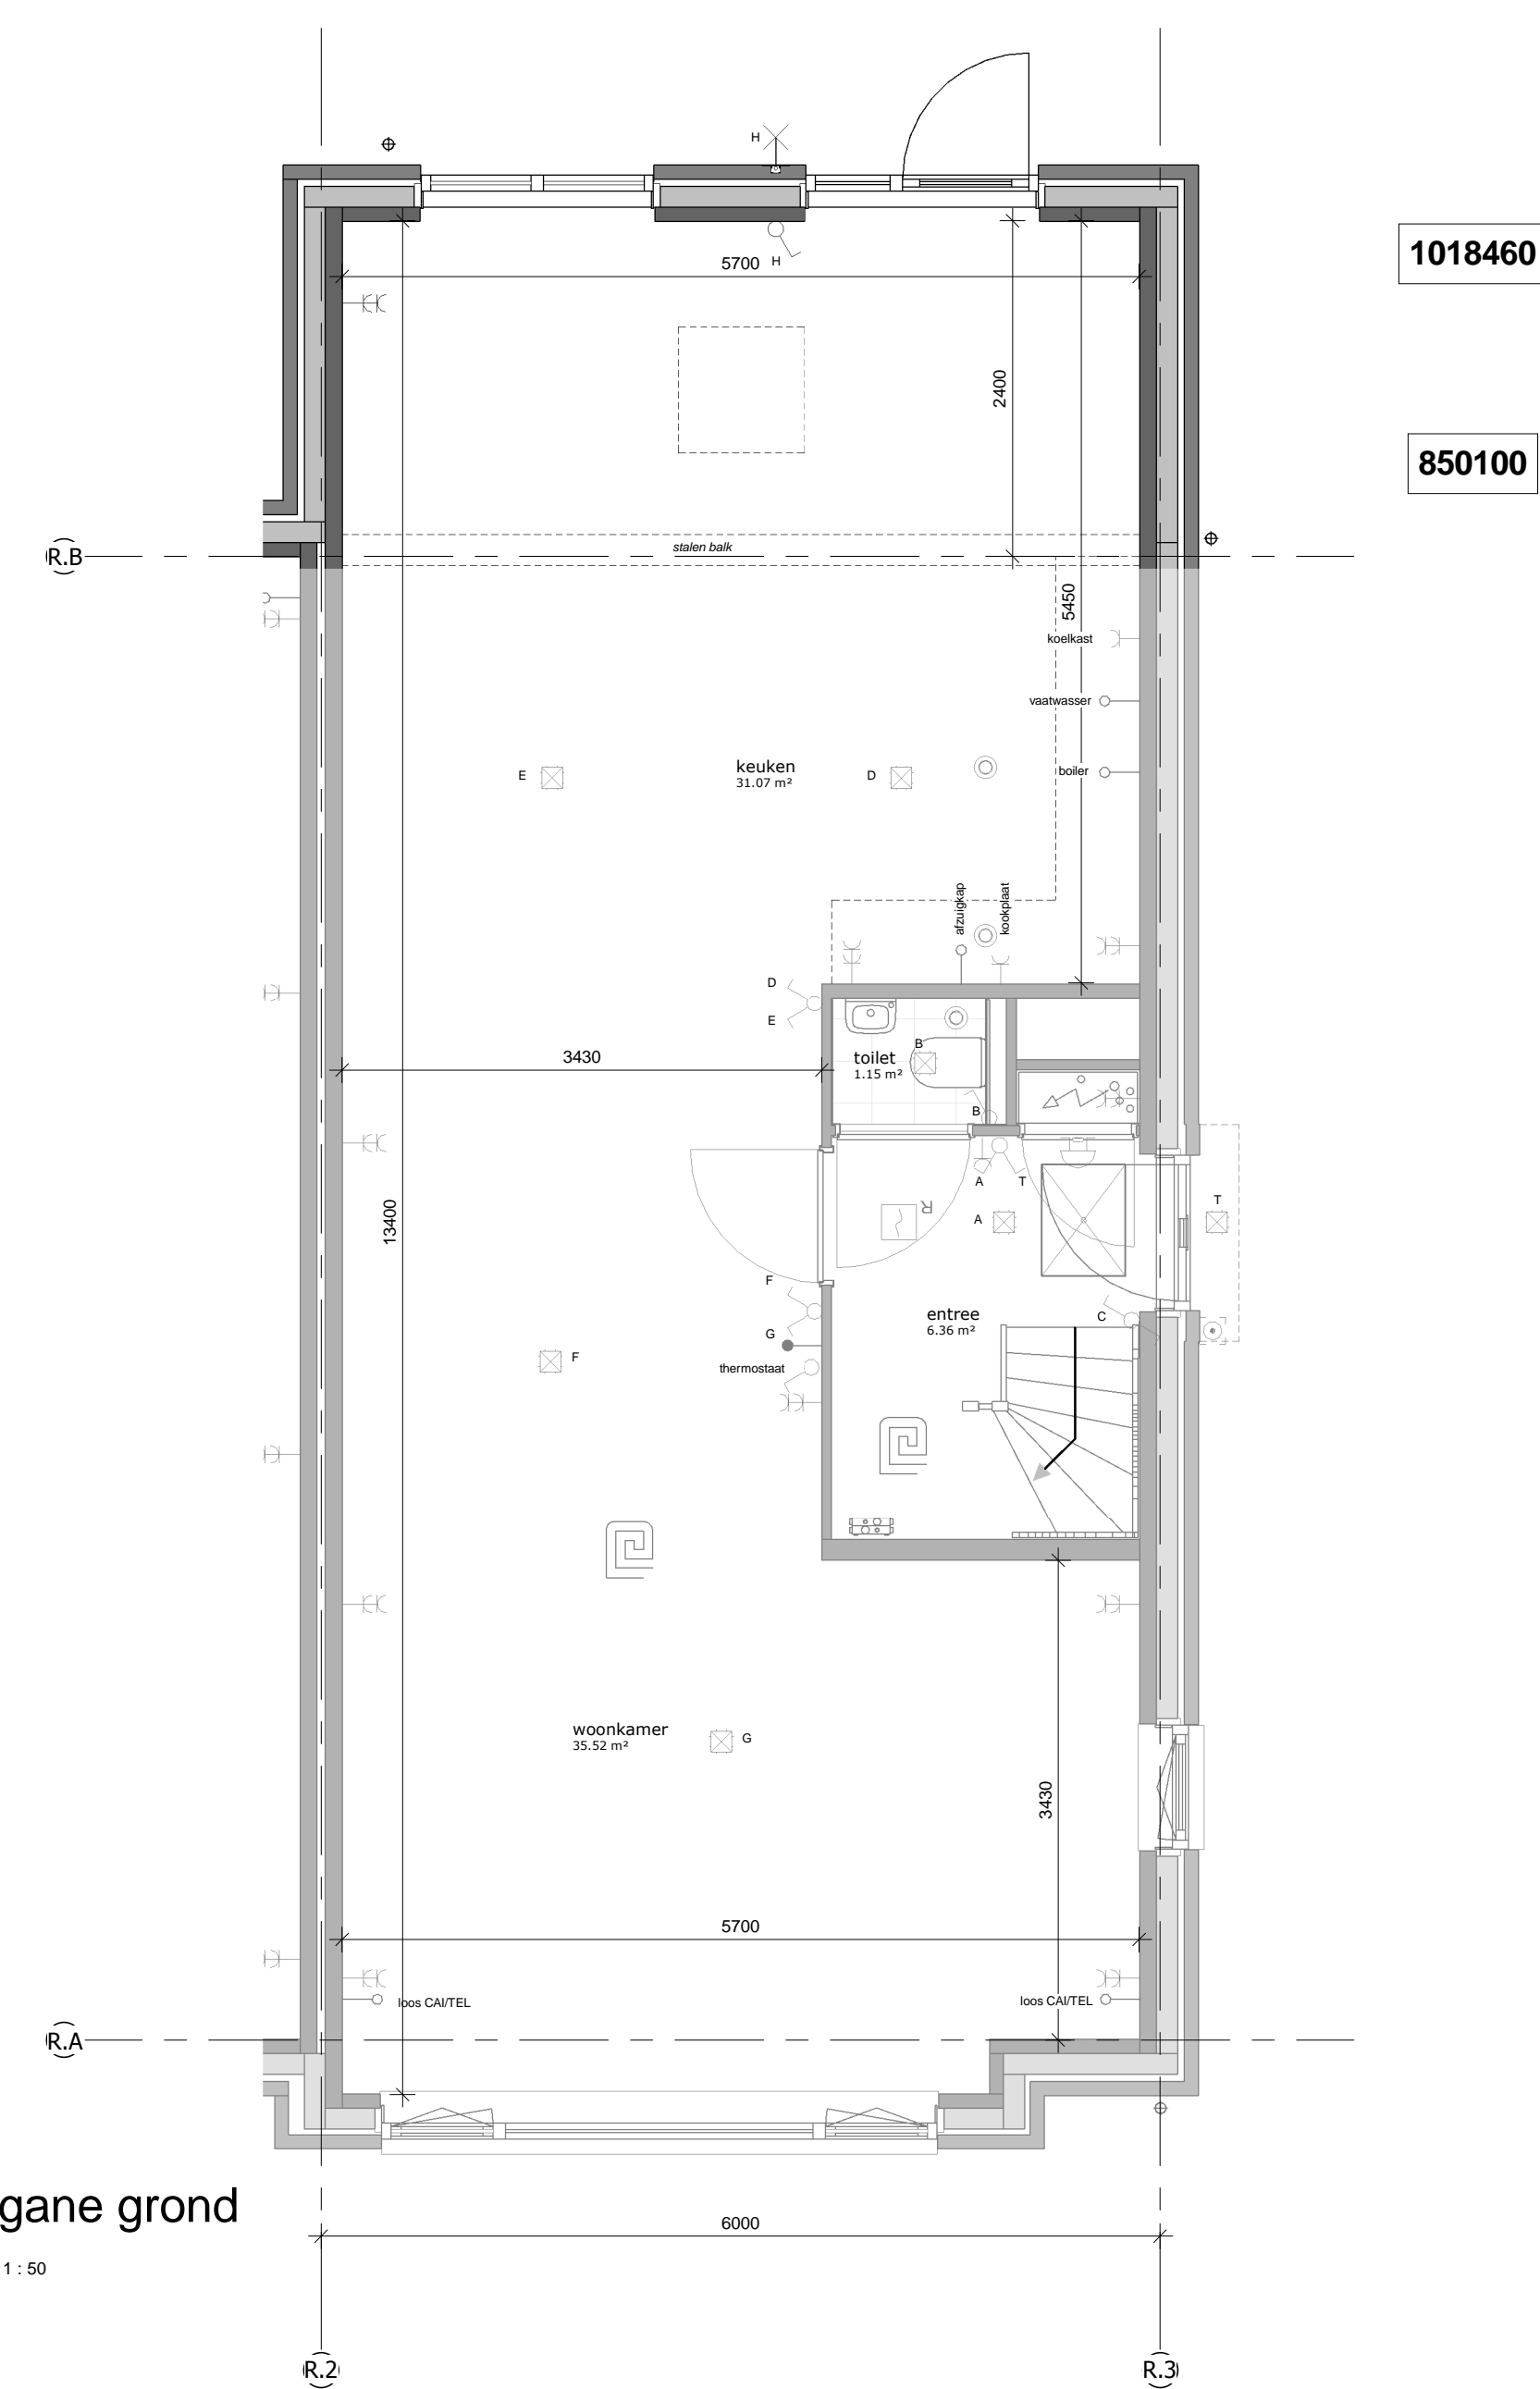 H
1018460
5700
H
2400
850100
stalen balk
R.B
5450
koelkast
vaatwasser
keuken
31.07 m²
E
D
boiler
afzuigkap
kookplaat
D
E
3430
toilet
1.15 m²
B
B
A
T
13400
R
A
T
F
entree
6.36 m²
C
G
F
thermostaat
woonkamer
35.52 m²
G
3430
5700
loos CAI/TEL
loos CAI/TEL
R.A
gane grond
6000
1 : 50
R.2
R.3